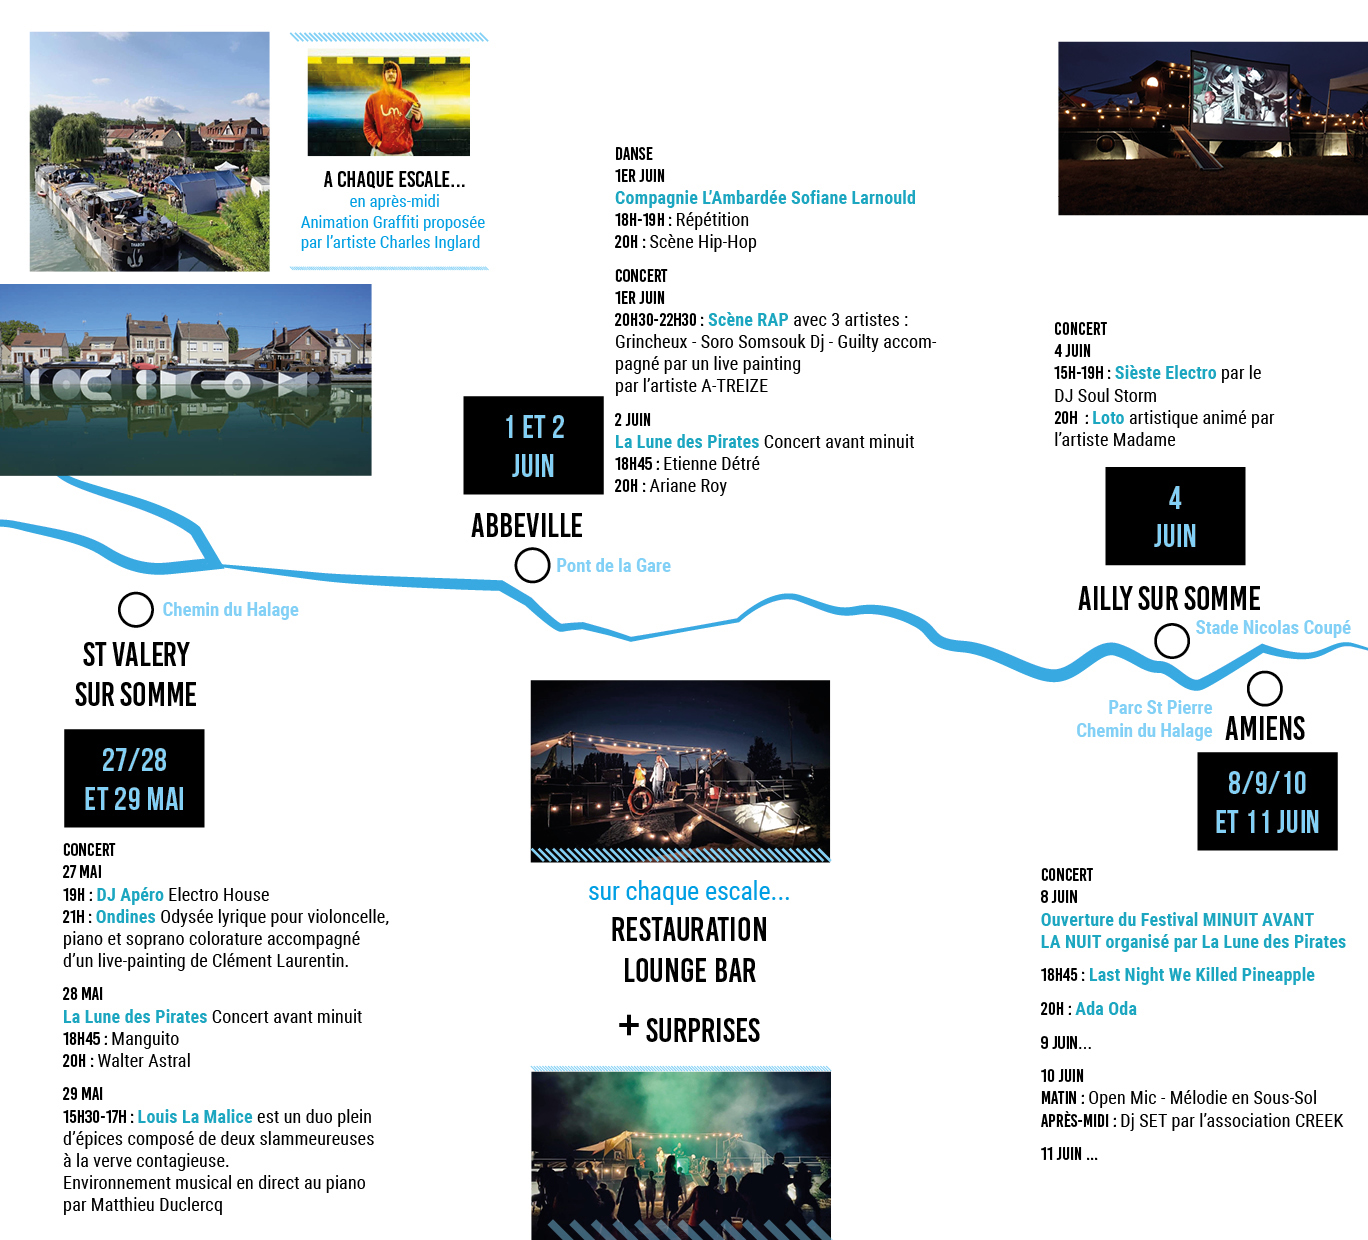 A CHAQUE ESCALE...
en après-midi
Animation Graffiti proposée
par l'artiste Charles Inglard
DANSE
1ER JUIN
Compagnie L'Ambardée Sofiane Larnould
18H-19H : Répétition
20H : Scène Hip-Hop
CONCERT
1ER JUIN
20H30-22H30 : Scène RAP avec 3 artistes :
Grincheux - Soro Somsouk Dj - Guilty accom-
pagné par un live painting
par l'artiste A-TREIZE
2 JUIN
La Lune des Pirates Concert avant minuit
18H45 : Etienne Détré
20H : Ariane Roy
1 ET 2
JUIN
ABBEVILLE
Pont de la Gare
CONCERT
4 JUIN
15H-19H : Sièste Electro par le
DJ Soul Storm
20H : Loto artistique animé par
l'artiste Madame
4
JUIN
AILLY SUR SOMME
Stade Nicolas Coupé
Chemin du Halage
ST VALERY
SUR SOMME
27/28
ET 29 MAI
CONCERT
27 MAI
19H : DJ Apéro Electro House
21H : Ondines Odysée lyrique pour violoncelle,
piano et soprano colorature accompagné
d'un live-painting de Clément Laurentin.
28 MAI
La Lune des Pirates Concert avant minuit
18H45 : Manguito
20H : Walter Astral
29 MAI
15H30-17H : Louis La Malice est un duo plein
d'épices composé de deux slammeureuses
à la verve contagieuse.
Environnement musical en direct au piano
par Matthieu Duclercq
sur chaque escale...
RESTAURATION
LOUNGE BAR
+ SURPRISES
Parc St Pierre
Chemin du Halage
AMIENS
8/9/10
ET 11 JUIN
CONCERT
8 JUIN
Ouverture du Festival MINUIT AVANT
LA NUIT organisé par La Lune des Pirates
18H45 : Last Night We Killed Pineapple
20H : Ada Oda
9 JUIN...
10 JUIN
MATIN : Open Mic - Mélodie en Sous-Sol
APRÈS-MIDI : Dj SET par l'association CREEK
11 JUIN ...